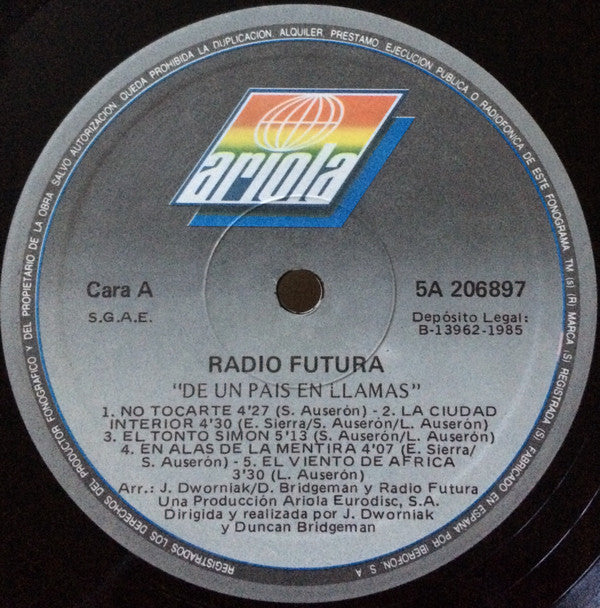 REGISTRADOS LOS DERECHOS DEL PRODUCTOR FONOGRAFICO Y DEL PROPIETARIO DE LA OBRA. SALVO AUTORIZACION QUEDA PROHIBIDA LA DUPLICACION, ALQUILER, PRESTAMO, EJECUCION PUBLICA O RADIOFONICA DE ESTE FONOGRAMA TM (s) (R) MARCA (S) REGISTRADA (S) FABRICADO EN ESPAÑA POR IBEROFON, S. A
ariola
Cara A
S.G.A.E.
5A 206897
Depósito Legal:
B-13962-1985
RADIO FUTURA
"DE UN PAIS EN LLAMAS"
1. NO TOCARTE 4'27 (S. Auserón) - 2. LA CIUDAD
INTERIOR 4'30 (E. Sierra/S. Auserón/L. Auserón)
3. EL TONTO SIMON 5'13 (S. Auserón/L. Auserón)
4. EN ALAS DE LA MENTIRA 4'07 (E. Sierra/
S. Auserón) - 5. EL VIENTO DE AFRICA
3'30 (L. Auserón)
Arr.: J. Dworniak/D. Bridgeman y Radio Futura
Una Producción Ariola Eurodisc, S.A.
Dirigida y realizada por J. Dworniak
y Duncan Bridgeman